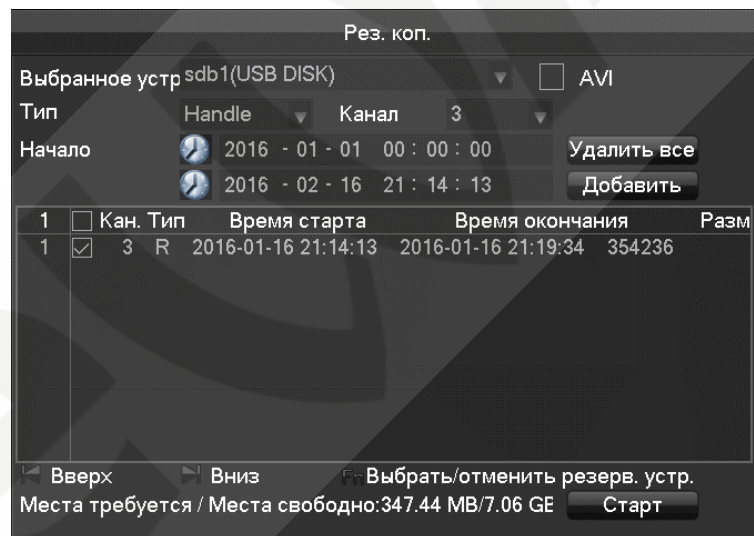 Рез. коп.
Выбранное устр sdb1(USB DISK) AVI
Тип Handle Канал 3
Начало 2016 - 01 - 01 00 : 00 : 00 Удалить все
2016 - 02 - 16 21 : 14 : 13 Добавить
1 Кан. Тип Время старта Время окончания Разм
1 3 R 2016-01-16 21:14:13 2016-01-16 21:19:34 354236
Вверх Вниз Fn Выбрать/отменить резерв. устр.
Места требуется / Места свободно:347.44 MB/7.06 GE Старт